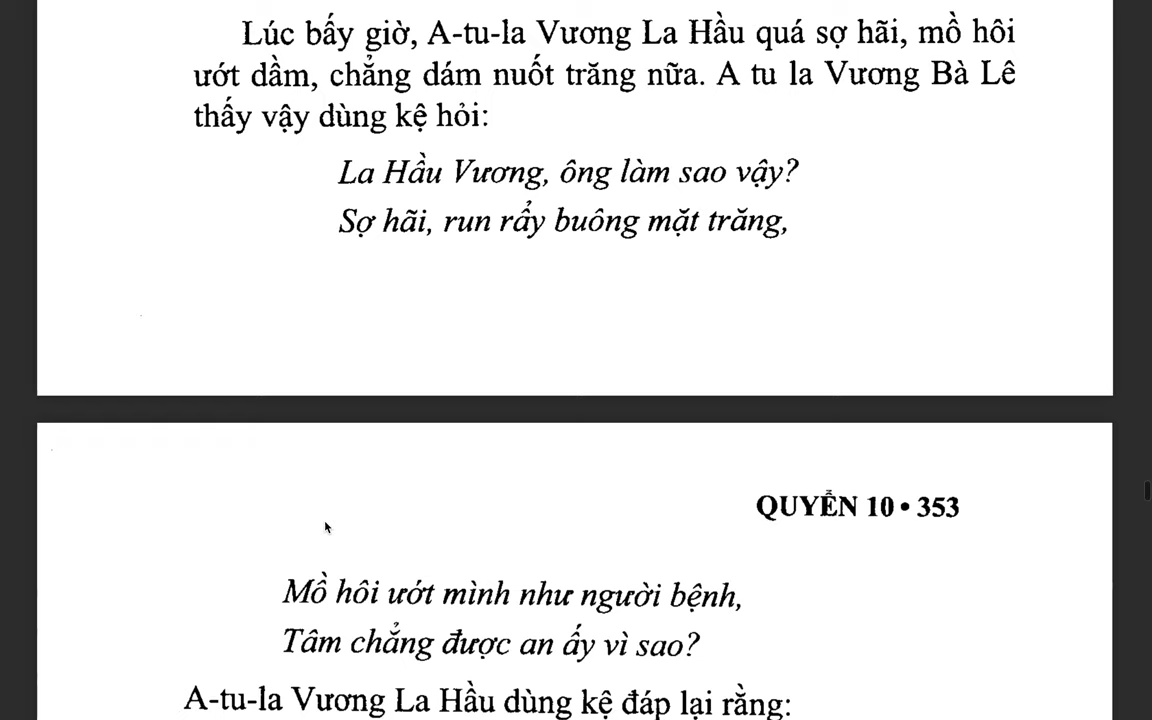 Lúc bấy giờ, A-tu-la Vương La Hầu quá sợ hãi, mồ hôi
ướt dầm, chẳng dám nuốt trăng nữa. A tu la Vương Bà Lê
thấy vậy dùng kệ hỏi:
La Hầu Vương, ông làm sao vậy?
Sợ hãi, run rẩy buông mặt trăng,
QUYỂN 10 • 353
Mồ hôi ướt mình như người bệnh,
Tâm chẳng được an ấy vì sao?
A-tu-la Vương La Hầu dùng kệ đáp lại rằng: